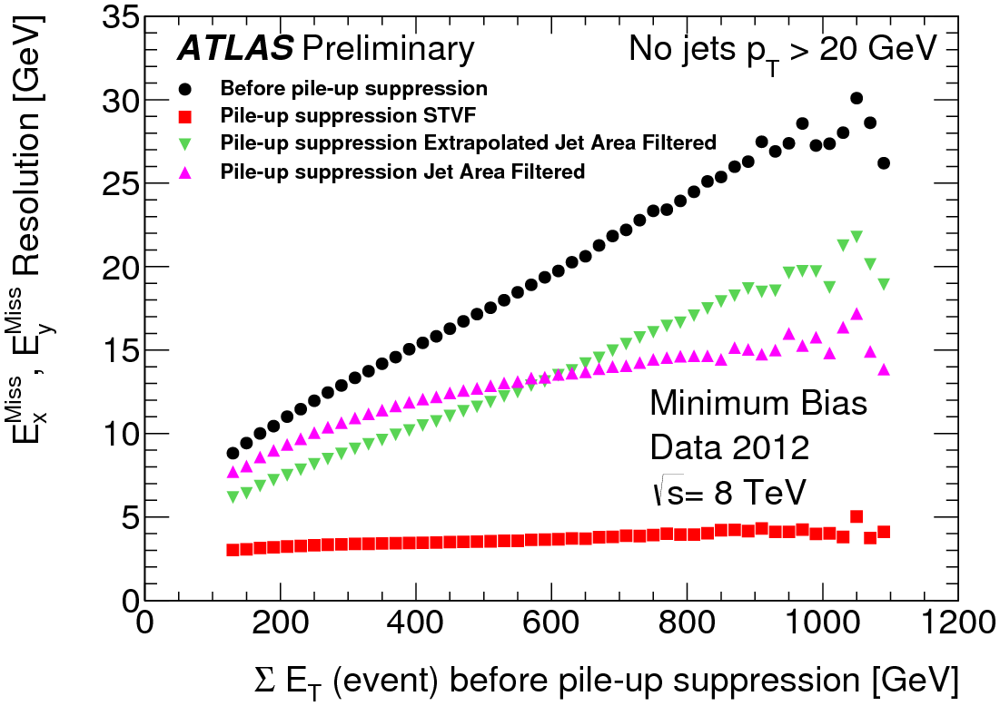 35
30
25
20
15
10
5
0
E_x^Miss, E_y^Miss Resolution [GeV]
ATLAS Preliminary
No jets p_T > 20 GeV
Before pile-up suppression
Pile-up suppression STVF
Pile-up suppression Extrapolated Jet Area Filtered
Pile-up suppression Jet Area Filtered
Minimum Bias
Data 2012
√s= 8 TeV
0 200 400 600 800 1000 1200
Σ E_T (event) before pile-up suppression [GeV]